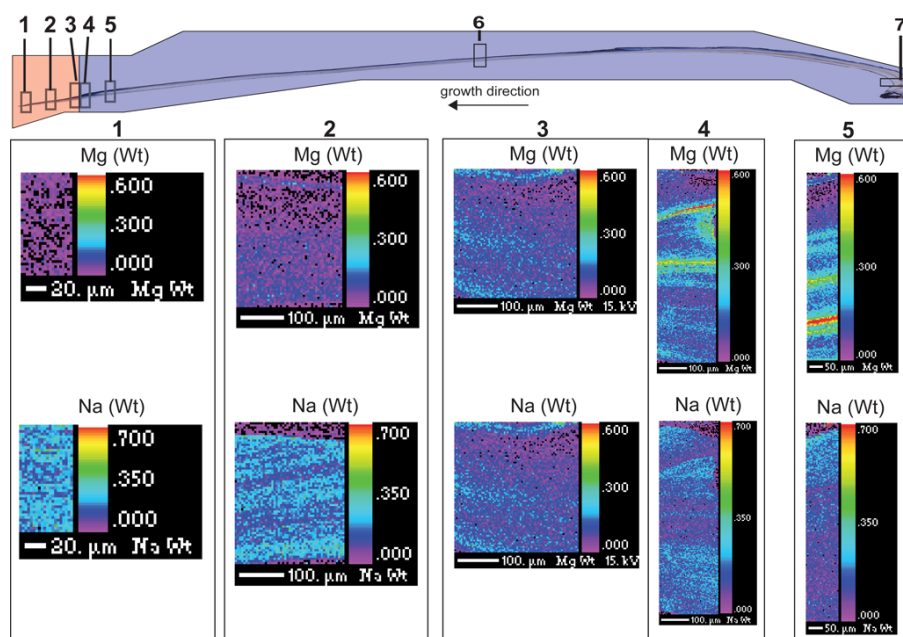 1 2 3 4 5 6 7
growth direction
1 2 3 4 5
Mg (Wt)
.600
.300
.000
20. µm Mg Wt
Mg (Wt)
.600
.300
.000
100. µm Mg Wt
Mg (Wt)
.600
.300
.000
100. µm Mg Wt 15. kV
Mg (Wt)
.600
.300
.000
100. µm Mg Wt
Mg (Wt)
.600
.300
.000
50. µm Mg Wt
Na (Wt)
.700
.350
.000
20. µm Na Wt
Na (Wt)
.700
.350
.000
100. µm Na Wt
Na (Wt)
.600
.300
.000
100. µm Mg Wt 15. kV
Na (Wt)
.700
.350
.000
100. µm Na Wt
Na (Wt)
.700
.350
.000
50. µm Na Wt